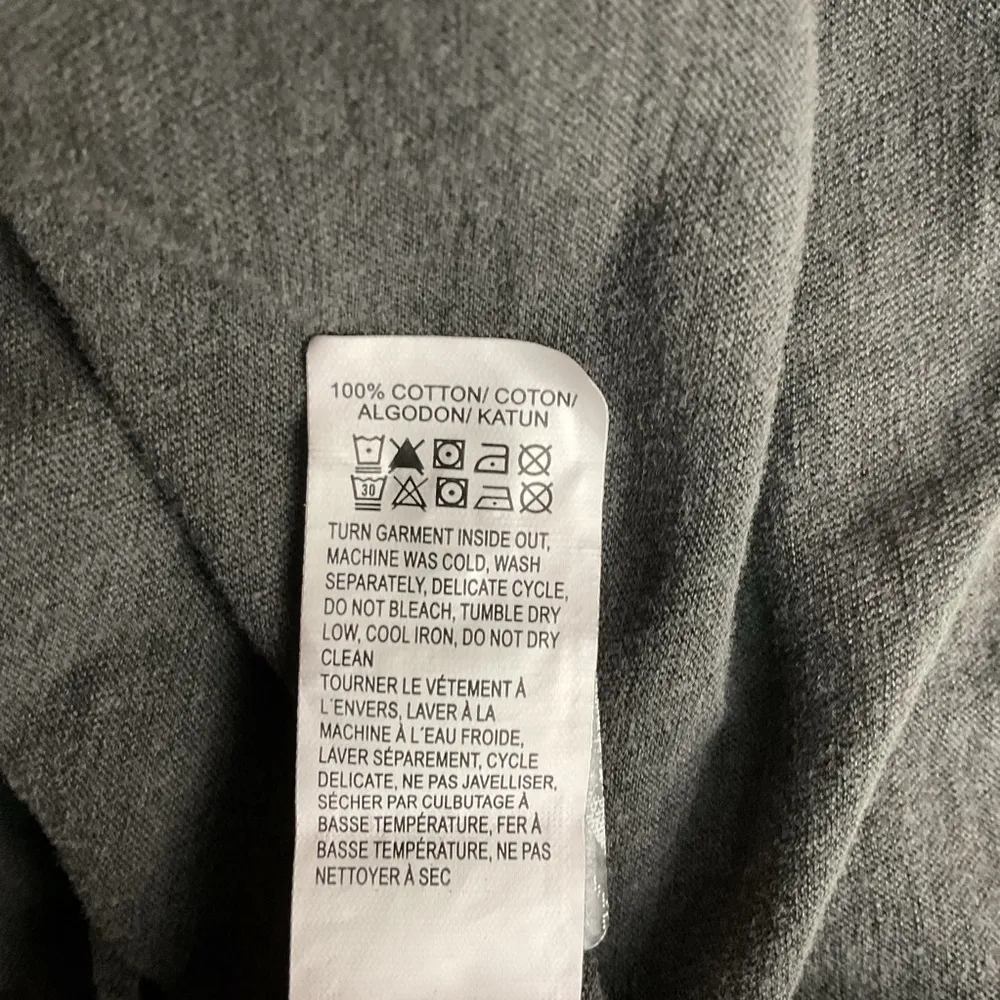 100% COTTON/ COTON/
ALGODON/ KATUN
30
TURN GARMENT INSIDE OUT,
MACHINE WAS COLD, WASH
SEPARATELY, DELICATE CYCLE,
DO NOT BLEACH, TUMBLE DRY
LOW, COOL IRON, DO NOT DRY
CLEAN
TOURNER LE VÉTEMENT À
L'ENVERS, LAVER À LA
MACHINE À L'EAU FROIDE,
LAVER SÉPAREMENT, CYCLE
DELICATE, NE PAS JAVELLISER,
SÉCHER PAR CULBUTAGE À
BASSE TEMPÉRATURE, FER À
BASSE TEMPÉRATURE, NE PAS
NETTOYER À SEC